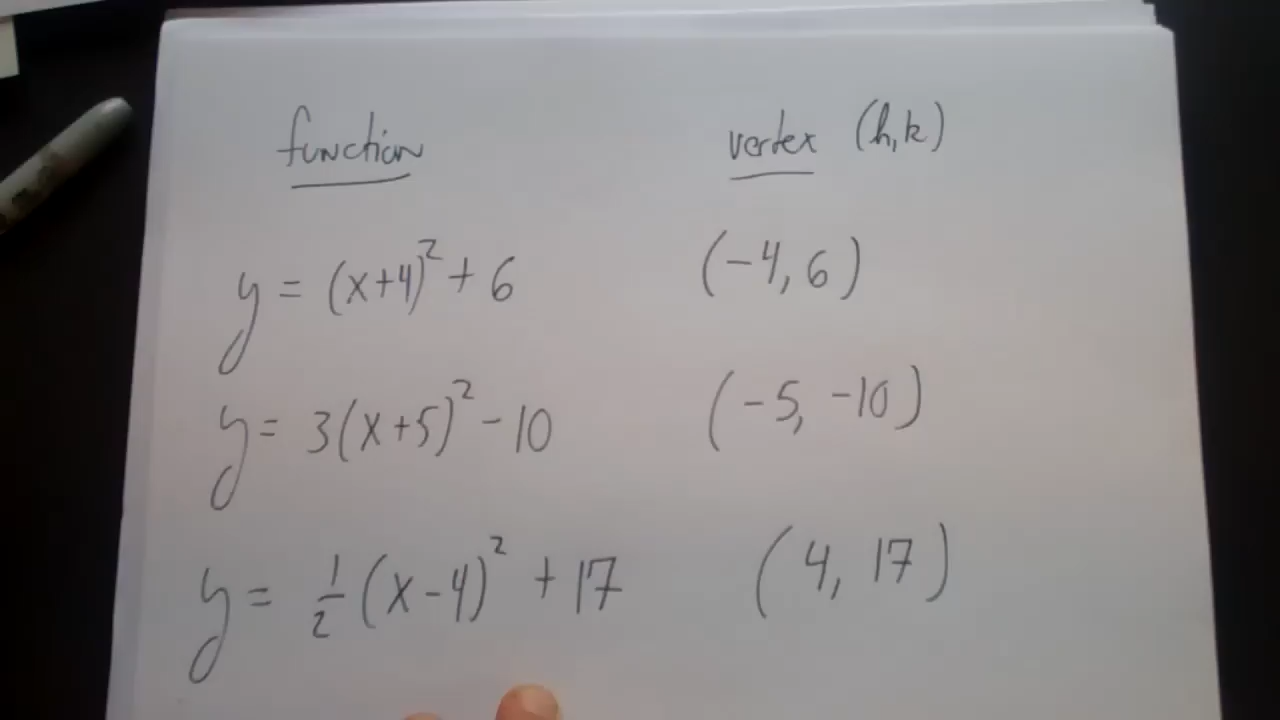 function vertex (h,k)
y = (x+4)² + 6 (-4, 6)
y = 3(x+5)² - 10 (-5, -10)
y = 1/2 (x-4)² + 17 (4, 17)